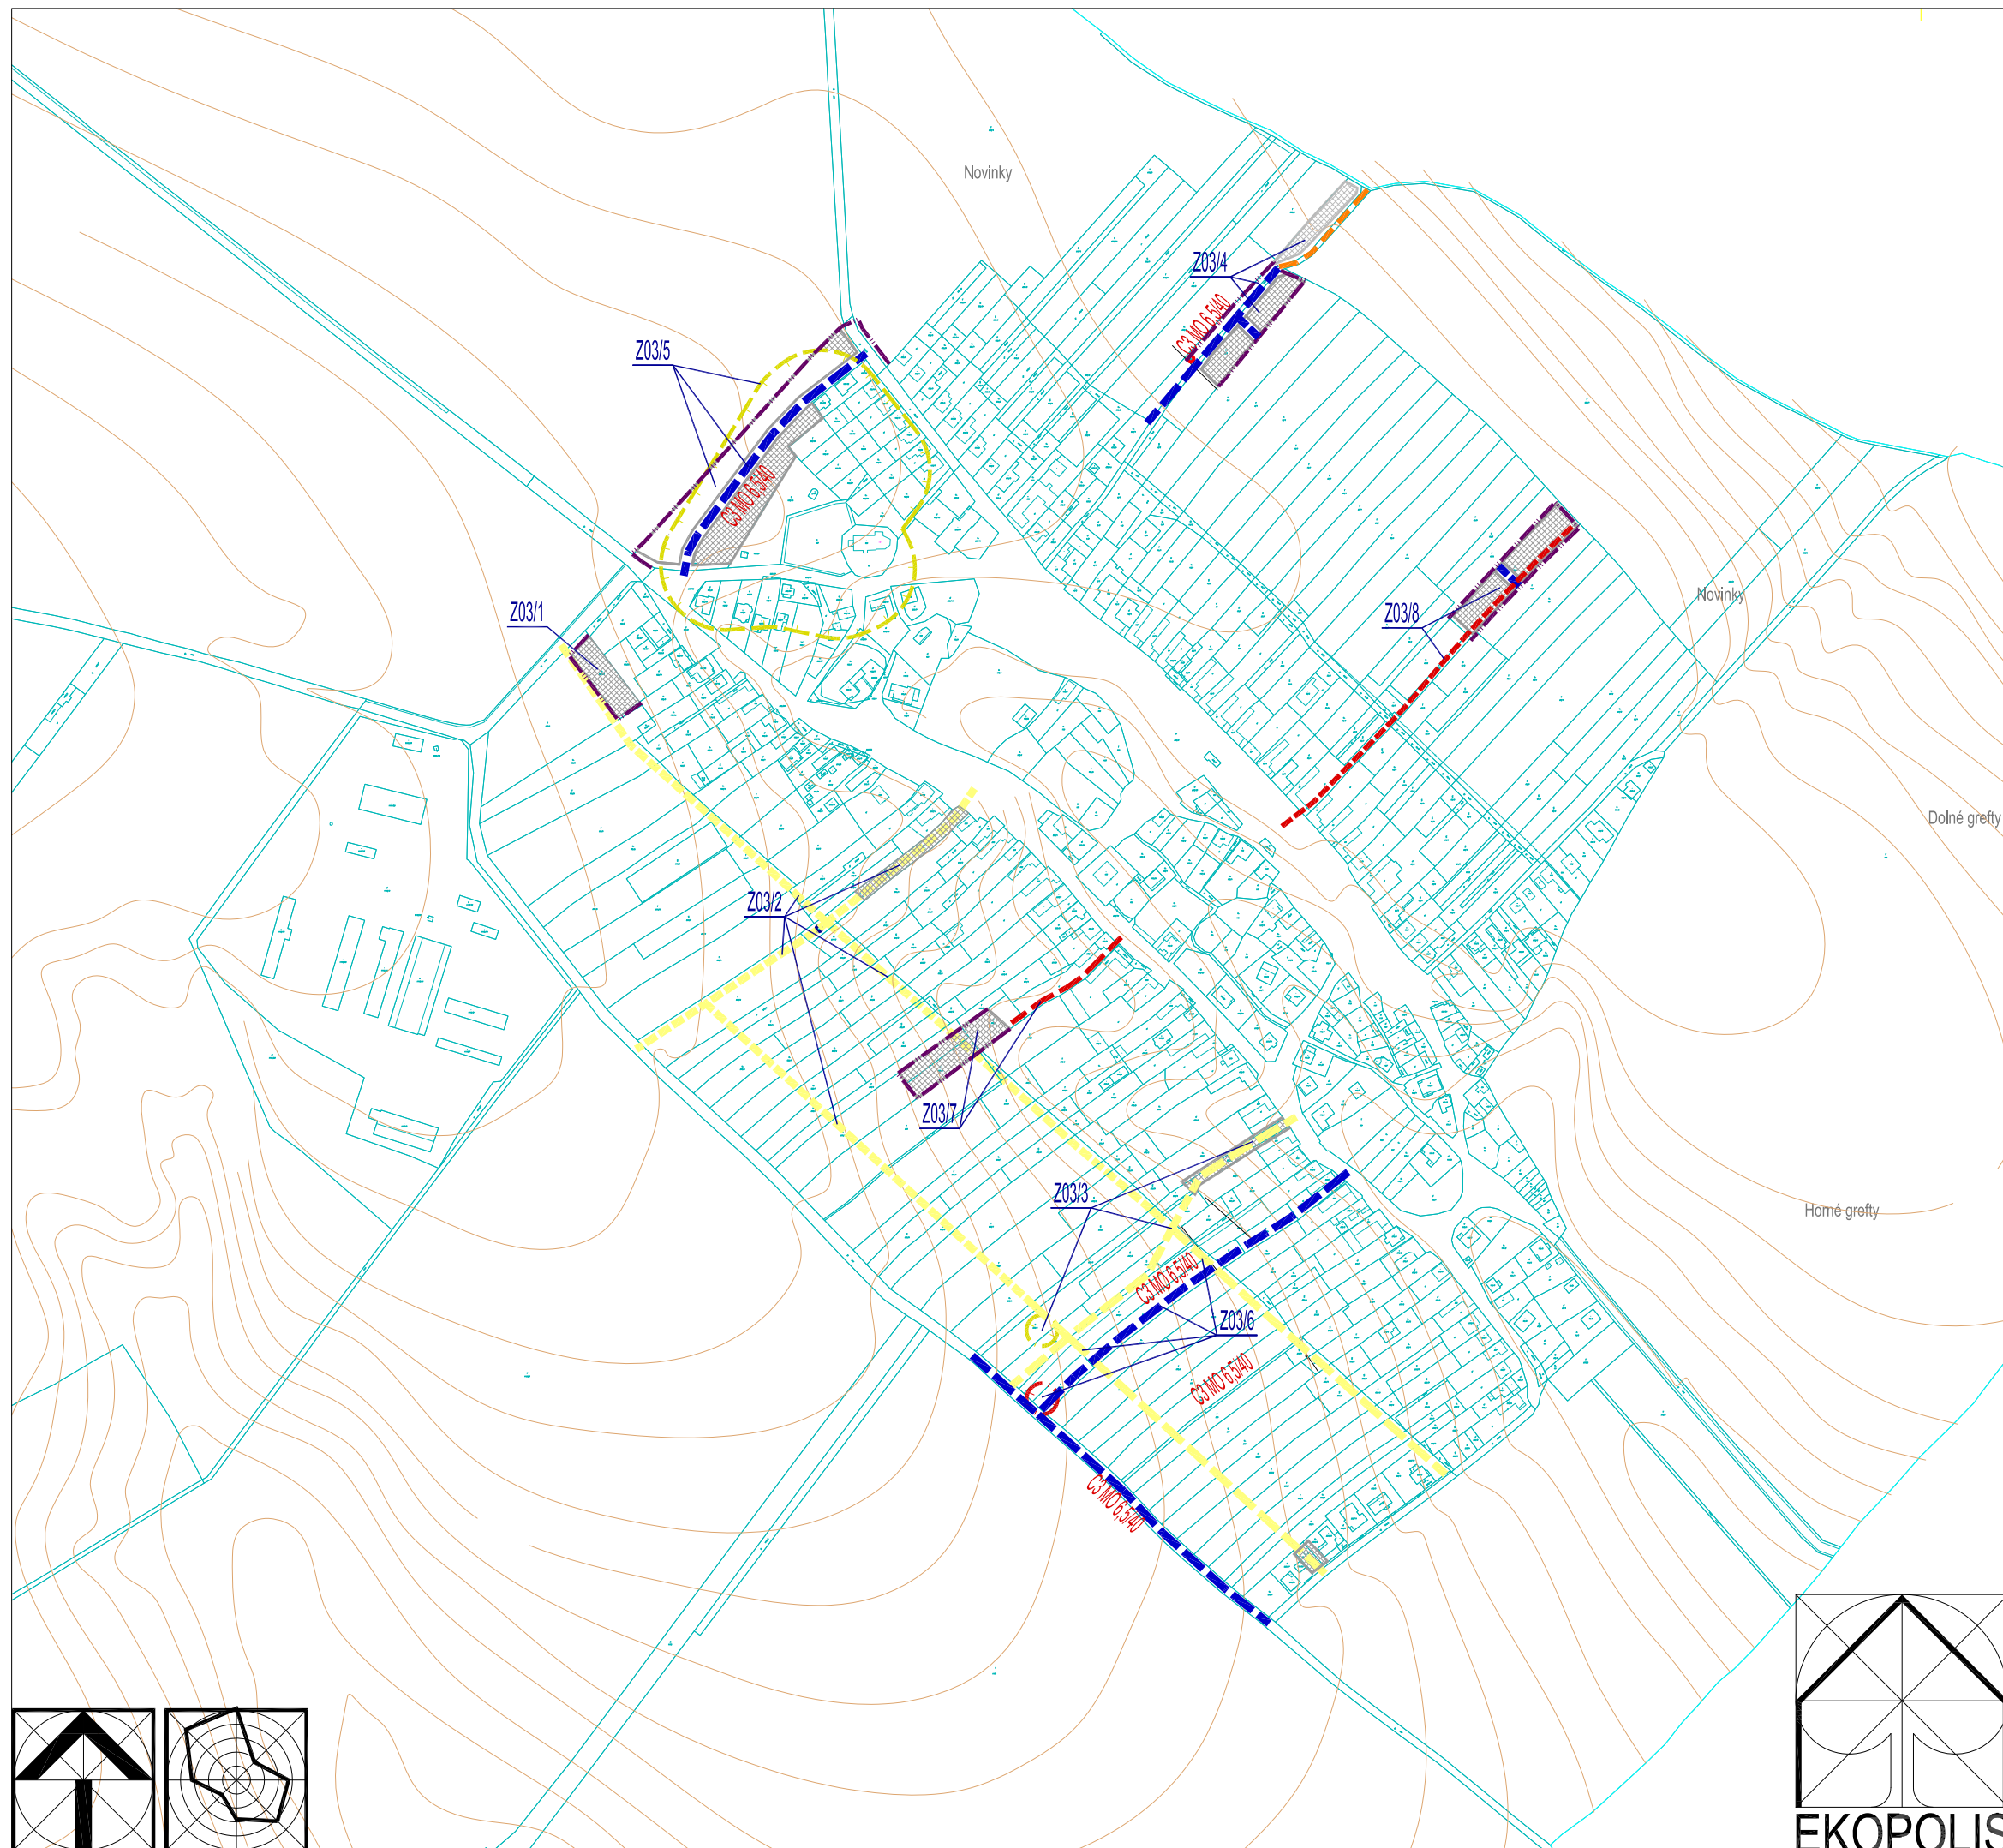 Novinky
Z03/4
C3 MO 6,5/40
Z03/5
C3 MO 6,5/40
Z03/1
Novinky
Z03/8
Dolné grefty
Z03/2
Z03/7
Z03/3
Horné grefty
C3 MO 6,5/40
Z03/6
C3 MO 6,5/40
C3 MO 6,5/40
EKOPOLIS